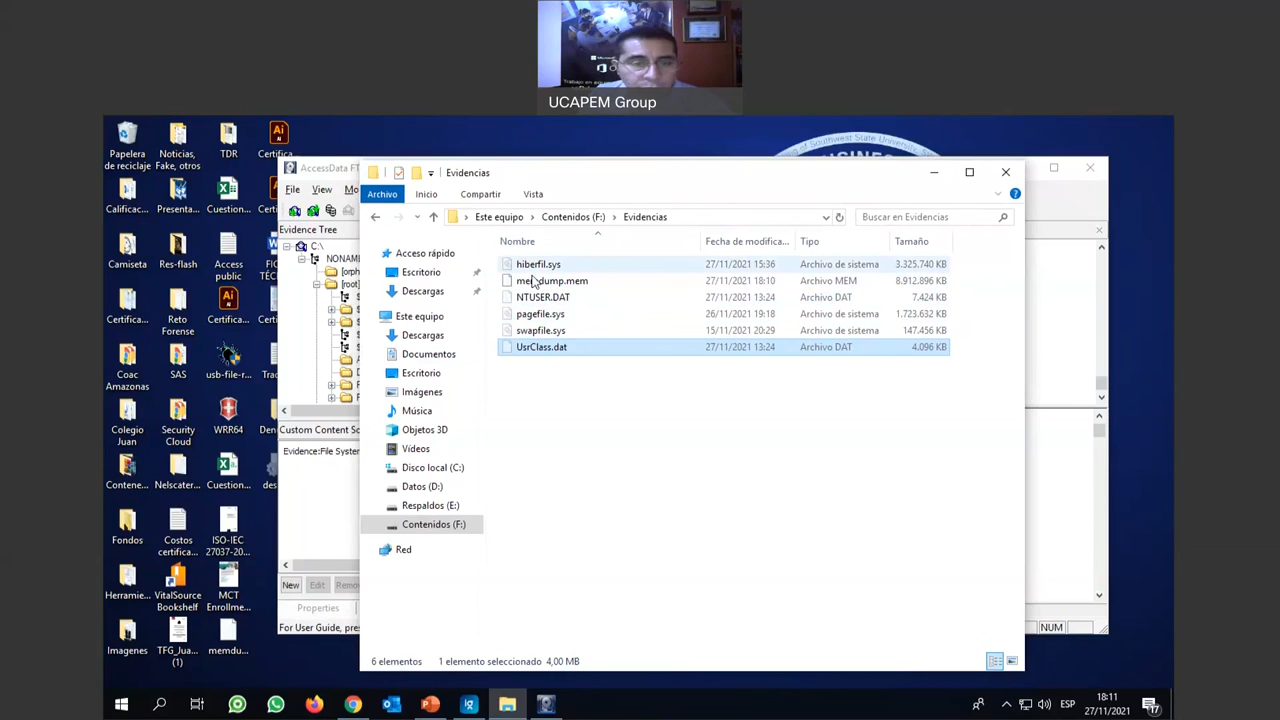 UCAPEM Group
Papelera de reciclaje
Noticias, Fake, otros
TDR
Certifica...
Calificac...
Presenta...
Cuestion...
Camiseta
Res-flash
Access public
Certifica...
Reto Forense
Certifica...
Coac Amazonas
SAS
usb-file-r...
Colegio Juan
Security Cloud
WRR64
Contene...
Nelscater...
Cuestion...
Fondos
Costos certifica...
ISO-IEC 27037-20...
Herramie...
VitalSource Bookshelf
MCT Enrollme...
Imagenes
TFG_Jua... (1)
memdu...
AccessData FT
File View
Evidence Tree
C:\
NONAM
[orph
[root]
Custom Content So
Evidence:File System
New Edit Remo
Properties
For User Guide, pres
NUM
Evidencias
Archivo Inicio Compartir Vista
Este equipo Contenidos (F:) Evidencias
Buscar en Evidencias
Acceso rápido
Escritorio
Descargas
Este equipo
Descargas
Documentos
Escritorio
Imágenes
Música
Objetos 3D
Vídeos
Disco local (C:)
Datos (D:)
Respaldos (E:)
Contenidos (F:)
Red
Nombre Fecha de modifica... Tipo Tamaño
hiberfil.sys 27/11/2021 15:36 Archivo de sistema 3.325.740 KB
memdump.mem 27/11/2021 18:10 Archivo MEM 8.912.896 KB
NTUSER.DAT 27/11/2021 13:24 Archivo DAT 7.424 KB
pagefile.sys 26/11/2021 19:18 Archivo de sistema 1.723.632 KB
swapfile.sys 15/11/2021 20:29 Archivo de sistema 147.456 KB
UsrClass.dat 27/11/2021 13:24 Archivo DAT 4.096 KB
6 elementos 1 elemento seleccionado 4,00 MB
ESP
18:11
27/11/2021
17